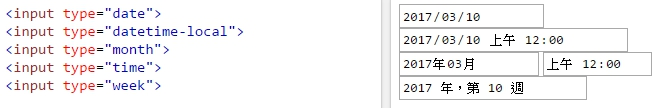 <input type="date">
<input type="datetime-local">
<input type="month">
<input type="time">
<input type="week">
2017/03/10
2017/03/10 上午 12:00
2017年03月 上午 12:00
2017 年，第 10 週